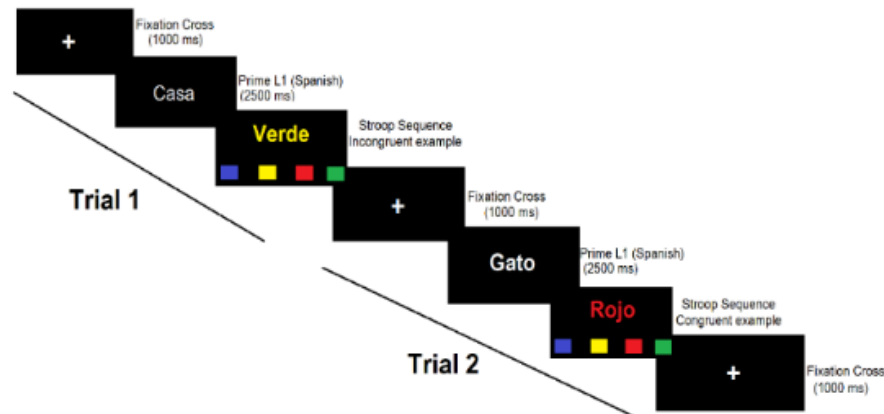 +
Fixation Cross
(1000 ms)
Casa
Prime L1 (Spanish)
(2500 ms)
Verde
Stroop Sequence
Incongruent example
Trial 1
+
Fixation Cross
(1000 ms)
Gato
Prime L1 (Spanish)
(2500 ms)
Rojo
Stroop Sequence
Congruent example
Trial 2
+
Fixation Cross
(1000 ms)